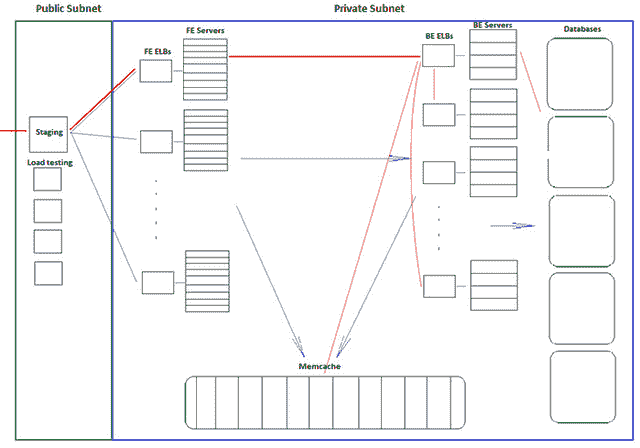 Public Subnet
Private Subnet
FE ELBs
FE Servers
BE ELBs
BE Servers
Databases
Staging
Load testing
Memcache